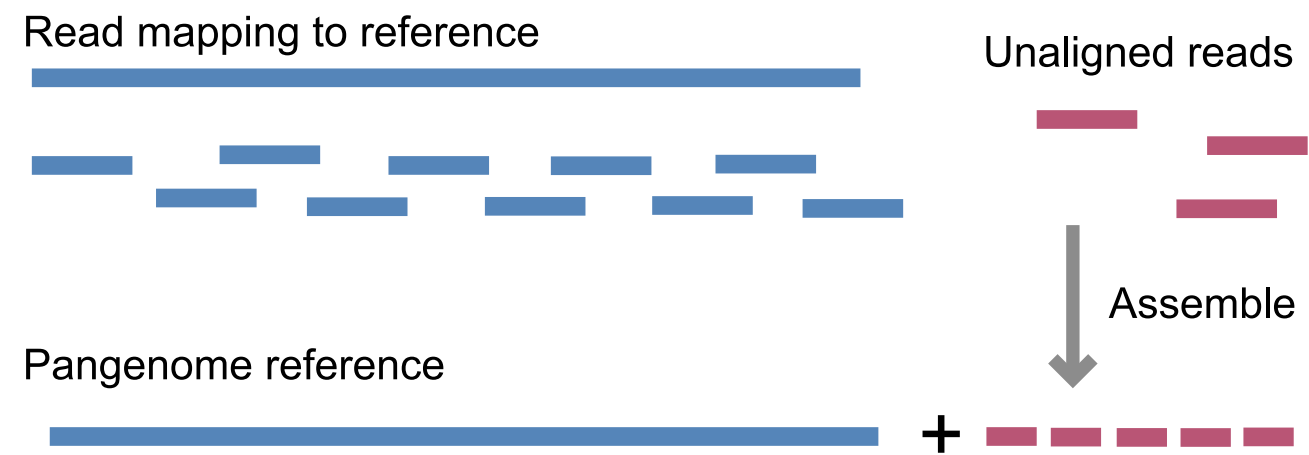 Read mapping to reference
Unaligned reads
Assemble
Pangenome reference
+